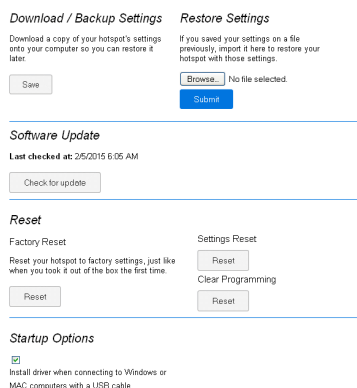 Download / Backup Settings
Download a copy of your hotspot's settings
onto your computer so you can restore it
later.
Save
Restore Settings
If you saved your settings on a file
previously, import it here to restore your
hotspot with those settings.
Browse... No file selected.
Submit
Software Update
Last checked at: 2/5/2015 6:05 AM
Check for update
Reset
Factory Reset
Reset your hotspot to factory settings, just like
when you took it out of the box the first time.
Reset
Settings Reset
Reset
Clear Programming
Reset
Startup Options
Install driver when connecting to Windows or
MAC computers with a USB cable